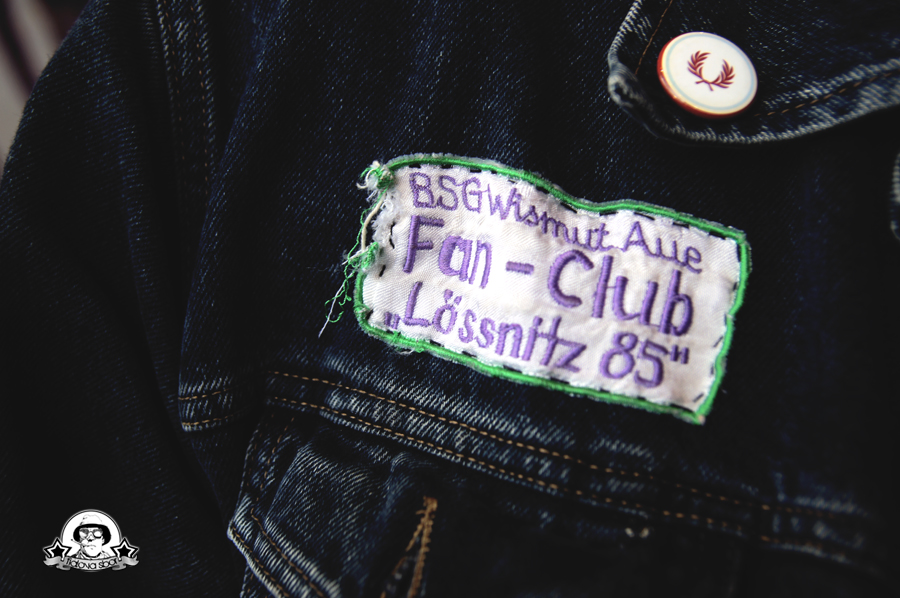 BSG Wismut Aue
Fan-Club
„Lössnitz 85"